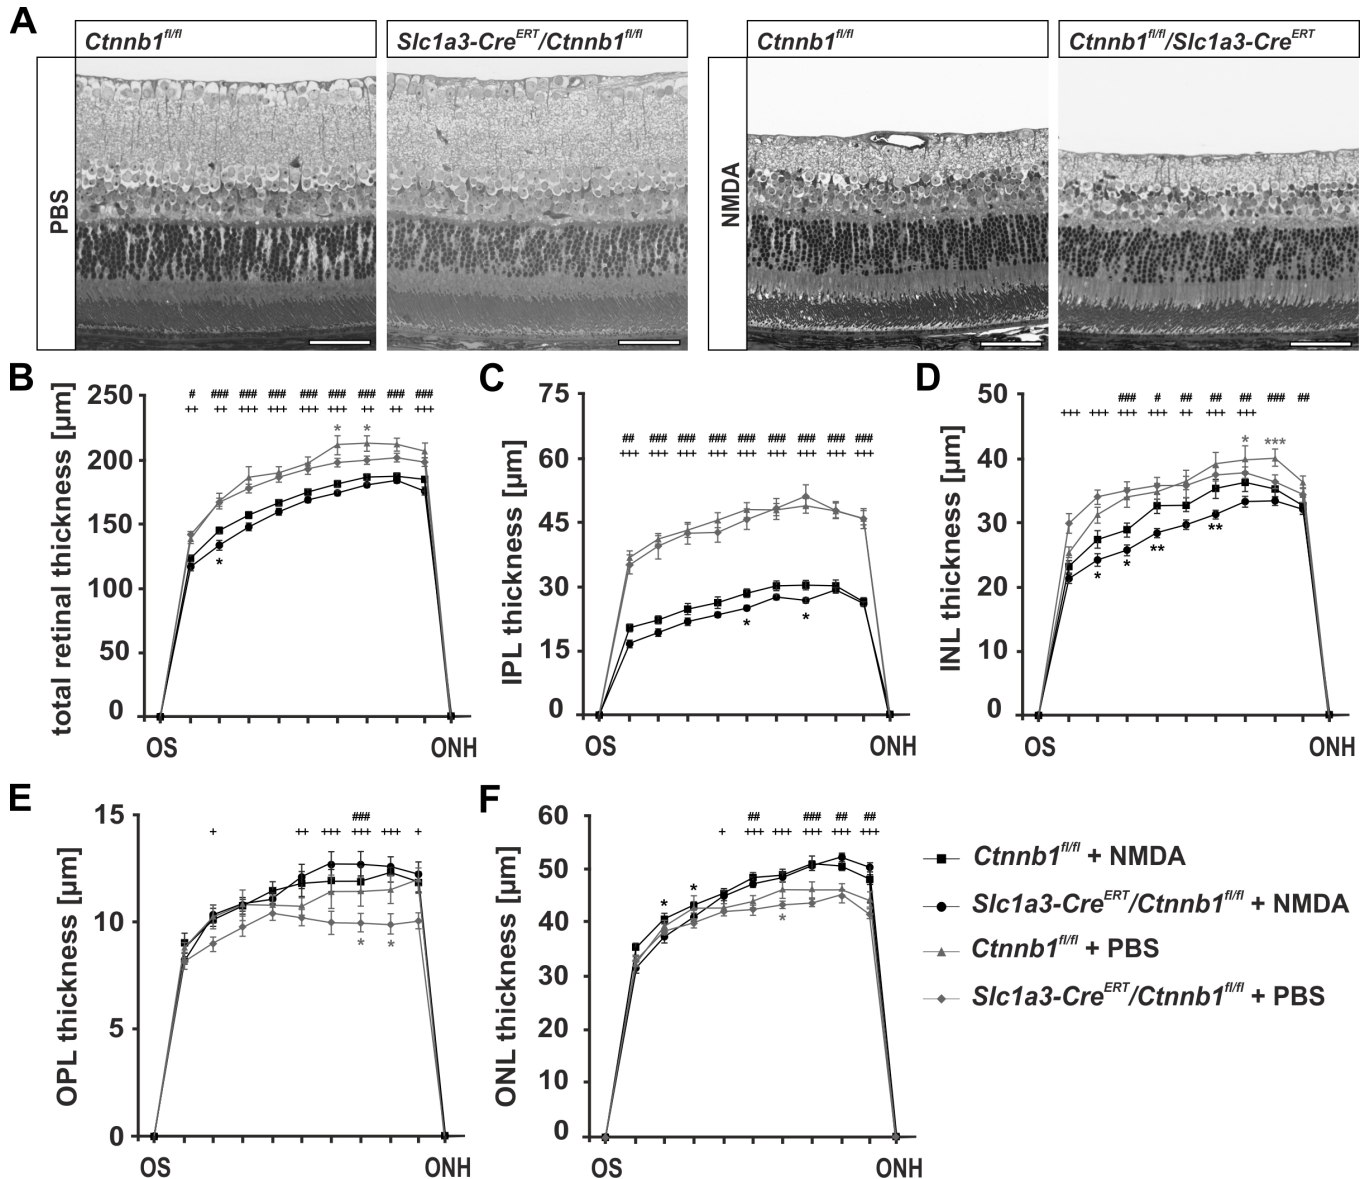 A
Ctnnb1fl/fl
Slc1a3-CreERT/Ctnnb1fl/fl
Ctnnb1fl/fl
Ctnnb1fl/fl/Slc1a3-CreERT
PBS
NMDA
B
total retinal thickness [µm]
250
200
150
100
50
0
# ### ### ### ### ### ### ### ###
++ ++ +++ +++ +++ +++ ++ +++ +++
* *
*
OS
ONH
C
IPL thickness [µm]
75
60
45
30
15
0
## ### ### ### ### ### ### ### ###
+++ +++ +++ +++ +++ +++ +++ +++ +++
* *
OS
ONH
D
INL thickness [µm]
50
40
30
20
10
0
### # ## ## ## ### ##
+++ +++ +++ ++ ++ +++ +++
* ***
* * ** **
OS
ONH
E
OPL thickness [µm]
15
10
5
0
###
+ ++ +++ +++ +++ +
* *
OS
ONH
F
ONL thickness [µm]
60
50
40
30
20
10
0
## ### ## ##
+ +++ +++ +++ +++ +++
* *
*
OS
ONH
Ctnnb1fl/fl + NMDA
Slc1a3-CreERT/Ctnnb1fl/fl + NMDA
Ctnnb1fl/fl + PBS
Slc1a3-CreERT/Ctnnb1fl/fl + PBS